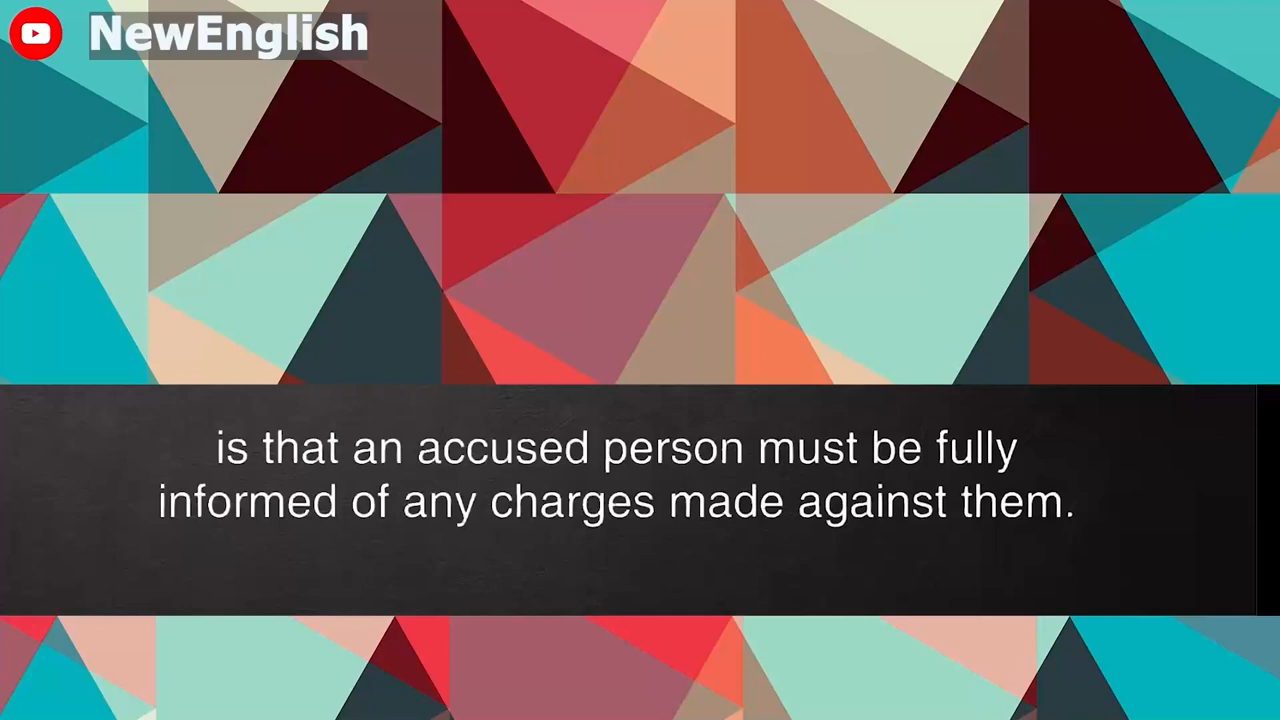 NewEnglish
is that an accused person must be fully
informed of any charges made against them.